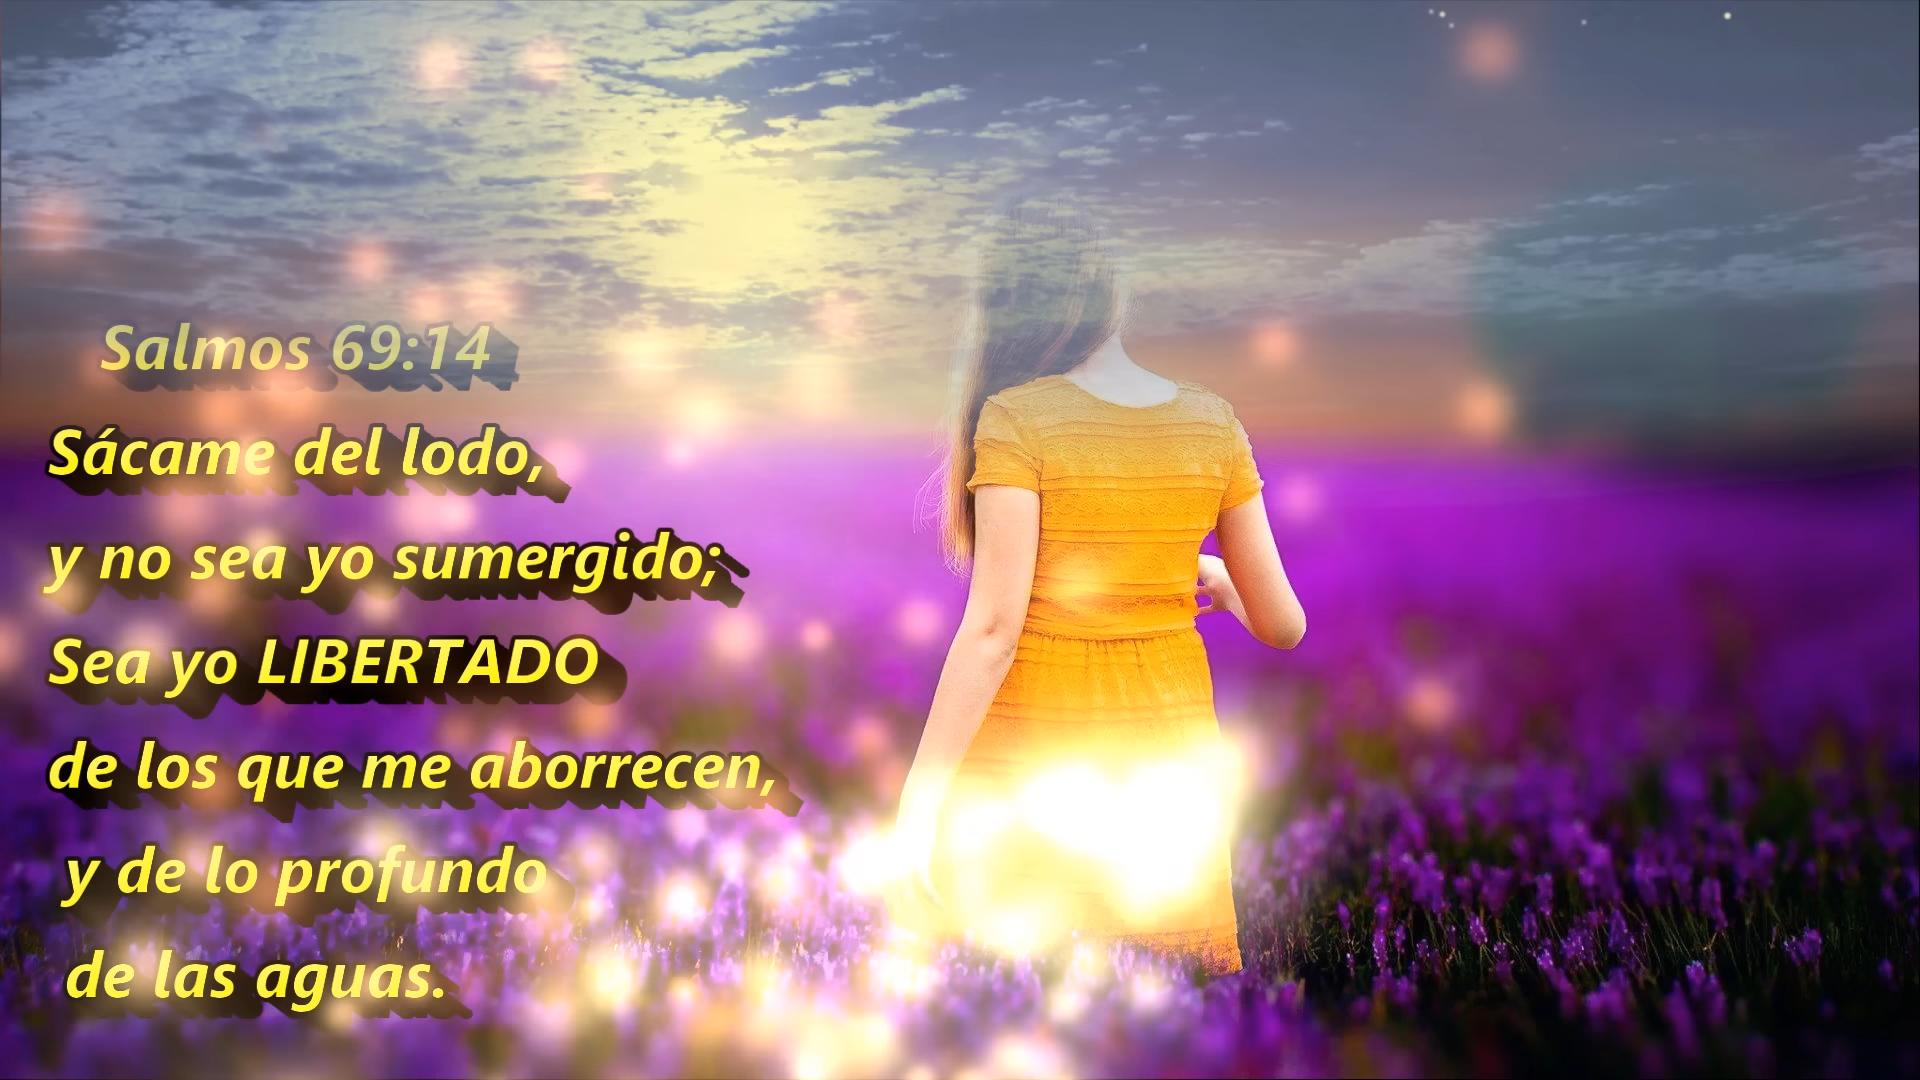 Salmos 69:14
Sácame del lodo,
y no sea yo sumergido;
Sea yo LIBERTADO
de los que me aborrecen,
y de lo profundo
de las aguas.